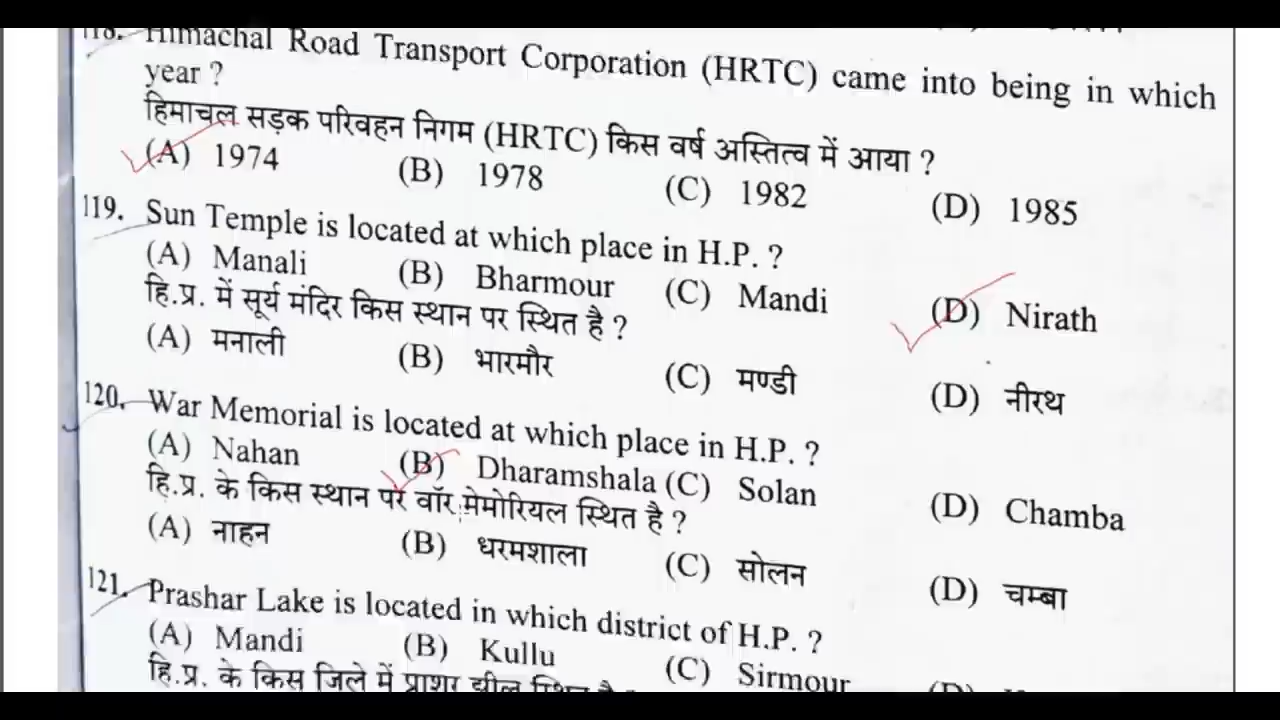 118. Himachal Road Transport Corporation (HRTC) came into being in which
year ?
हिमाचल सड़क परिवहन निगम (HRTC) किस वर्ष अस्तित्व में आया ?
(A) 1974 (B) 1978 (C) 1982 (D) 1985
119. Sun Temple is located at which place in H.P. ?
(A) Manali (B) Bharmour (C) Mandi (D) Nirath
हि.प्र. में सूर्य मंदिर किस स्थान पर स्थित है ?
(A) मनाली (B) भारमौर (C) मण्डी (D) नीरथ
120. War Memorial is located at which place in H.P. ?
(A) Nahan (B) Dharamshala (C) Solan (D) Chamba
हि.प्र. के किस स्थान पर वॉर मेमोरियल स्थित है ?
(A) नाहन (B) धरमशाला (C) सोलन (D) चम्बा
121. Prashar Lake is located in which district of H.P. ?
(A) Mandi (B) Kullu (C) Sirmour (D)
हि.प्र. के किस जिले में प्राशर झील स्थित है